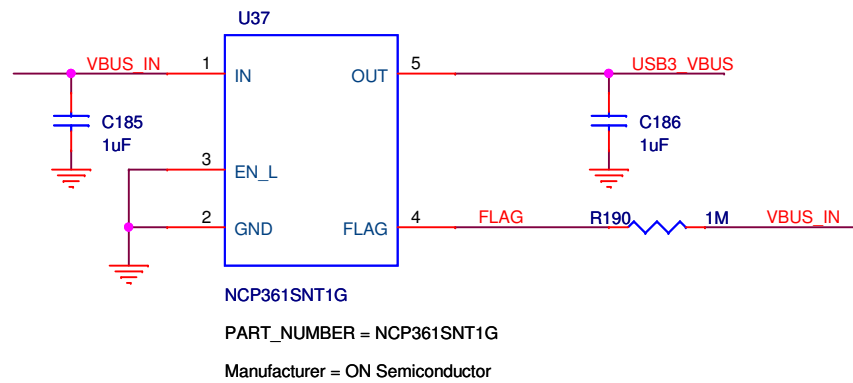 U37
VBUS_IN
1
IN
OUT
5
USB3_VBUS
C185
1uF
C186
1uF
3
EN_L
2
GND
FLAG
4
FLAG
R190
1M
VBUS_IN
NCP361SNT1G
PART_NUMBER = NCP361SNT1G
Manufacturer = ON Semiconductor